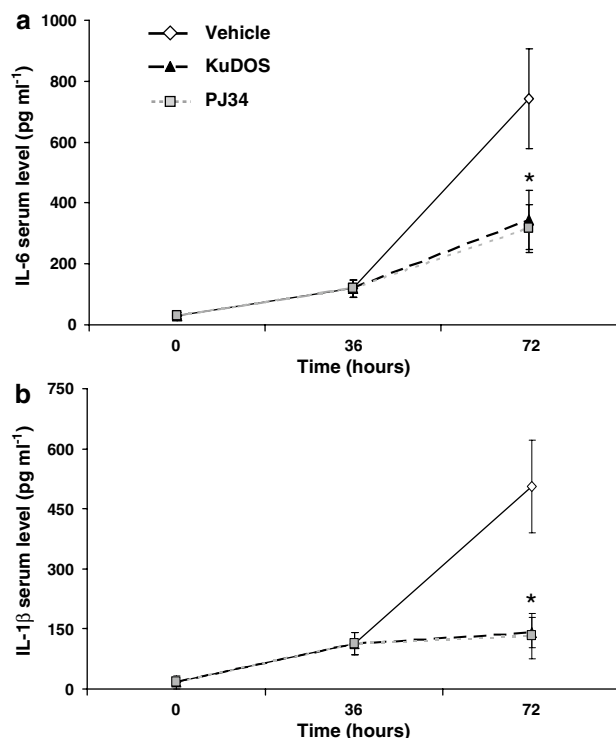 a
1000
800
600
400
200
0
IL-6 serum level (pg ml⁻¹)
Vehicle
KuDOS
PJ34
*
0 36 72
Time (hours)
b
750
600
450
300
150
0
IL-1β serum level (pg ml⁻¹)
*
0 36 72
Time (hours)